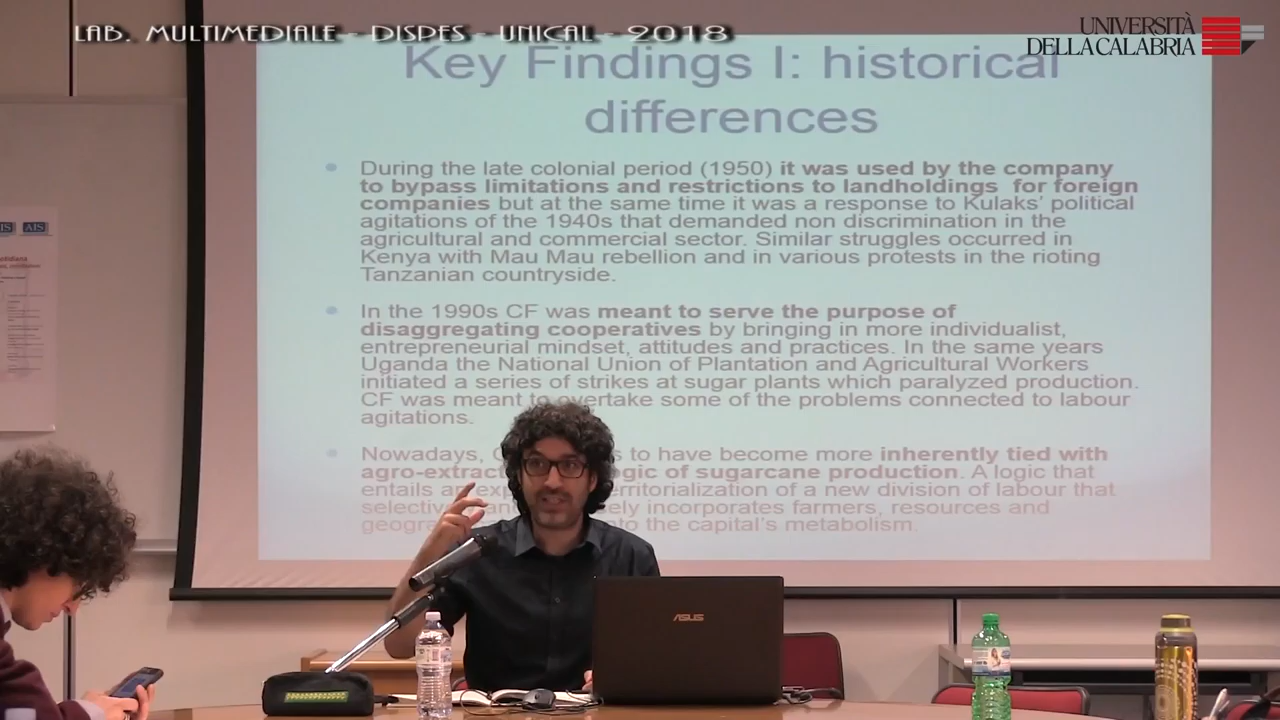 LAB. MULTIMEDIALE - DISPES - UNICAL - 2018
UNIVERSITÀ
DELLA CALABRIA
Key Findings I: historical
differences
During the late colonial period (1950) it was used by the company
to bypass limitations and restrictions to landholdings for foreign
companies but at the same time it was a response to Kulaks' political
agitations of the 1940s that demanded non discrimination in the
agricultural and commercial sector. Similar struggles occurred in
Kenya with Mau Mau rebellion and in various protests in the rioting
Tanzanian countryside.
In the 1990s CF was meant to serve the purpose of
disaggregating cooperatives by bringing in more individualist,
entrepreneurial mindset, attitudes and practices. In the same years
Uganda the National Union of Plantation and Agricultural Workers
initiated a series of strikes at sugar plants which paralyzed production.
CF was meant to overtake some of the problems connected to labour
agitations.
Nowadays, to have become more inherently tied with
logic of sugarcane production. A logic that
entails territorialization of a new division of labour that
incorporates farmers, resources and
the capital's metabolism.
AIS
ASUS